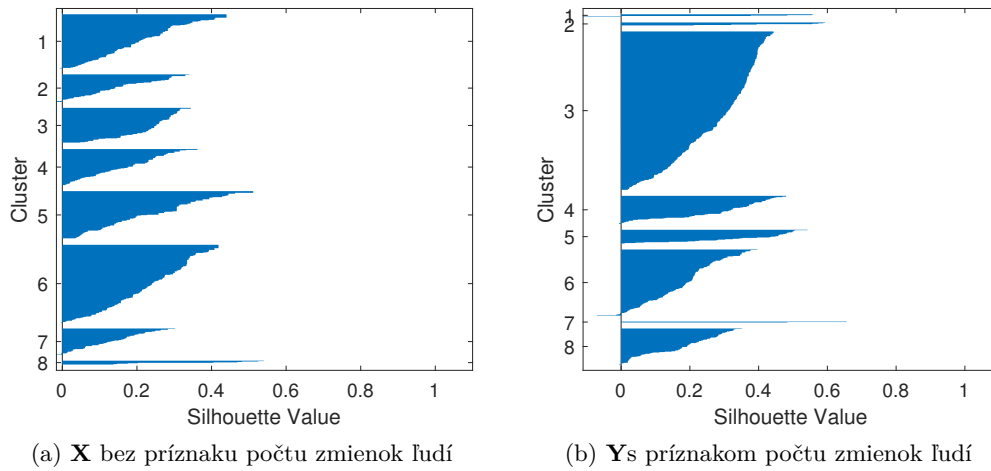 1
2
3
4
5
6
7
8
Cluster
0 0.2 0.4 0.6 0.8 1
Silhouette Value
(a) X bez príznaku počtu zmienok ľudí
1
2
3
4
5
6
7
8
Cluster
0 0.2 0.4 0.6 0.8 1
Silhouette Value
(b) Ys príznakom počtu zmienok ľudí